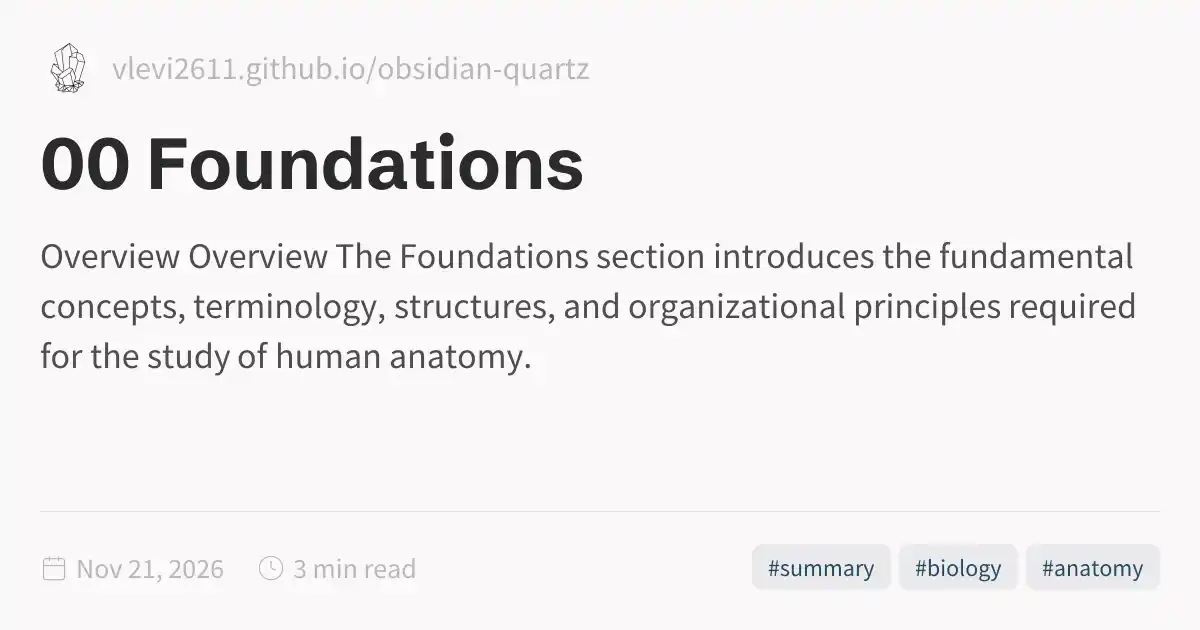 vlevi2611.github.io/obsidian-quartz
00 Foundations
Overview Overview The Foundations section introduces the fundamental
concepts, terminology, structures, and organizational principles required
for the study of human anatomy.
Nov 21, 2026 3 min read #summary #biology #anatomy